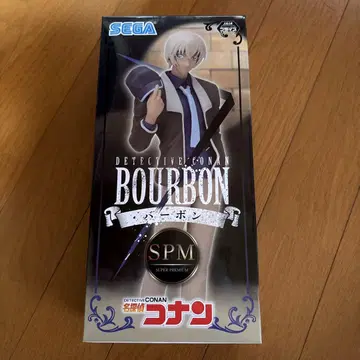 SEGA
DETECTIVE CONAN
BOURBON
・バーボン・
SPM
SUPER PREMIUM
DETECTIVE CONAN
名探偵コナン